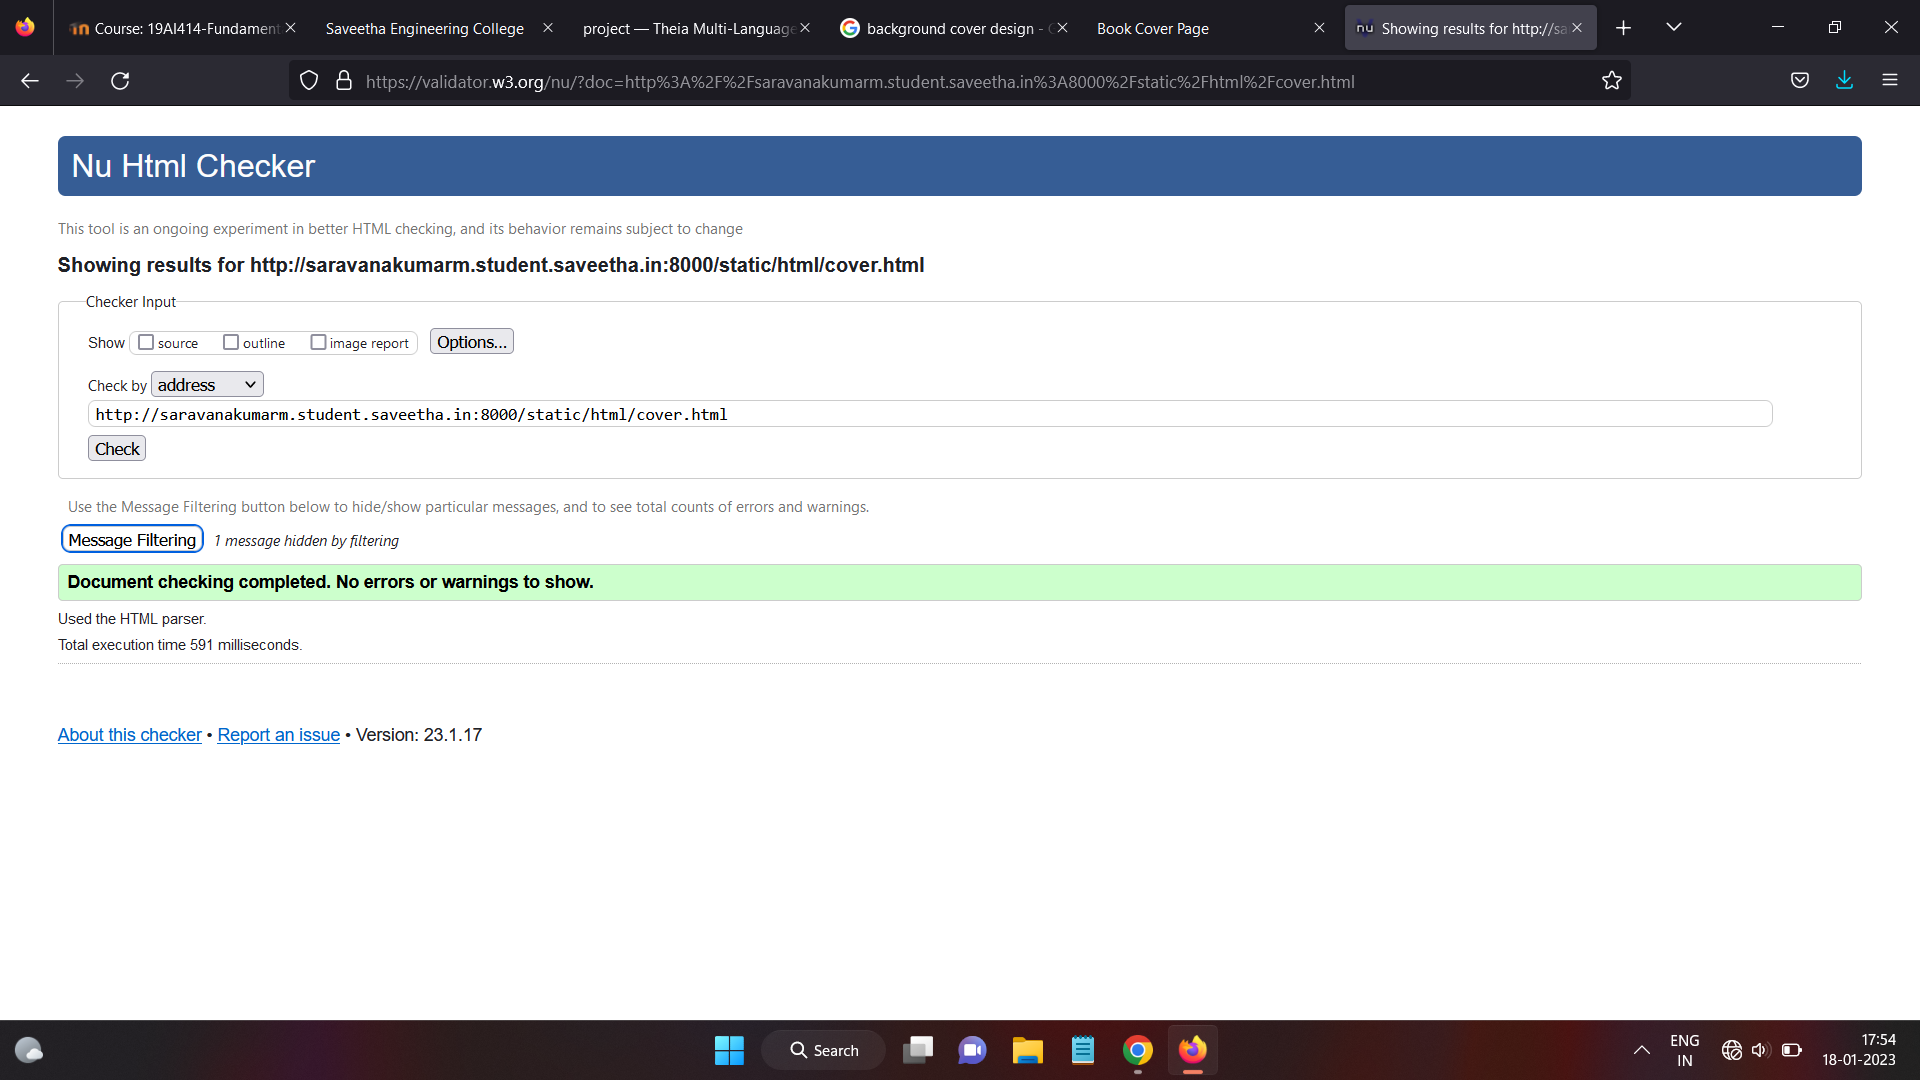 Course: 19AI414-Fundament
Saveetha Engineering College
project — Theia Multi-Language
background cover design -
Book Cover Page
nu Showing results for http://sa
https://validator.w3.org/nu/?doc=http%3A%2F%2Fsaravanakumarm.student.saveetha.in%3A8000%2Fstatic%2Fhtml%2Fcover.html
Nu Html Checker
This tool is an ongoing experiment in better HTML checking, and its behavior remains subject to change
Showing results for http://saravanakumarm.student.saveetha.in:8000/static/html/cover.html
Checker Input
Show source outline image report Options...
Check by address
http://saravanakumarm.student.saveetha.in:8000/static/html/cover.html
Check
Use the Message Filtering button below to hide/show particular messages, and to see total counts of errors and warnings.
Message Filtering 1 message hidden by filtering
Document checking completed. No errors or warnings to show.
Used the HTML parser.
Total execution time 591 milliseconds.
About this checker • Report an issue • Version: 23.1.17
Search
ENG
IN
17:54
18-01-2023